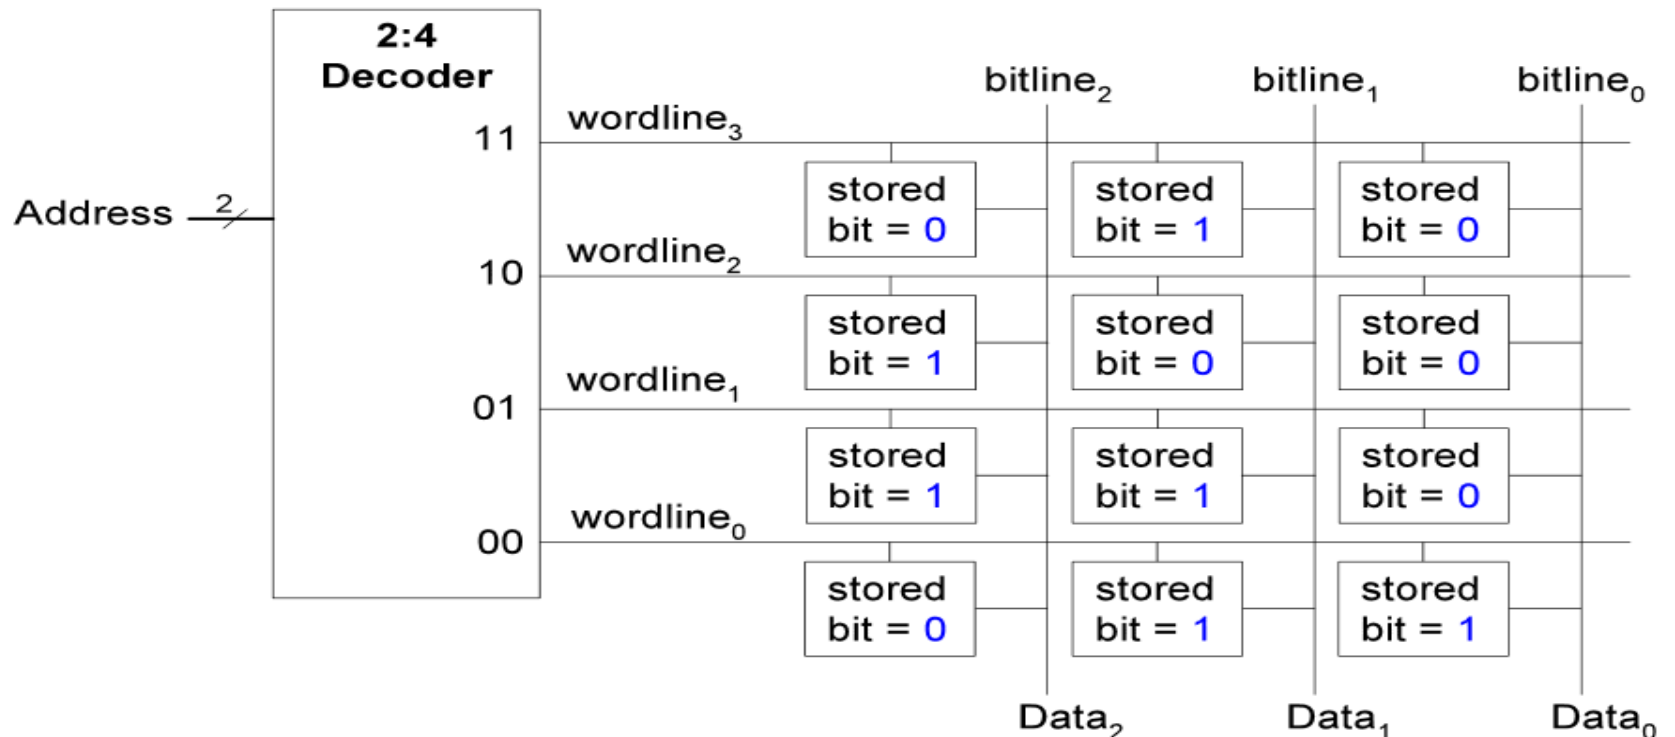 2:4
Decoder
bitline₂ bitline₁ bitline₀
wordline₃
11
stored stored stored
bit = 0 bit = 1 bit = 0
Address 2
wordline₂
10
stored stored stored
bit = 1 bit = 0 bit = 0
wordline₁
01
stored stored stored
bit = 1 bit = 1 bit = 0
wordline₀
00
stored stored stored
bit = 0 bit = 1 bit = 1
Data₂ Data₁ Data₀